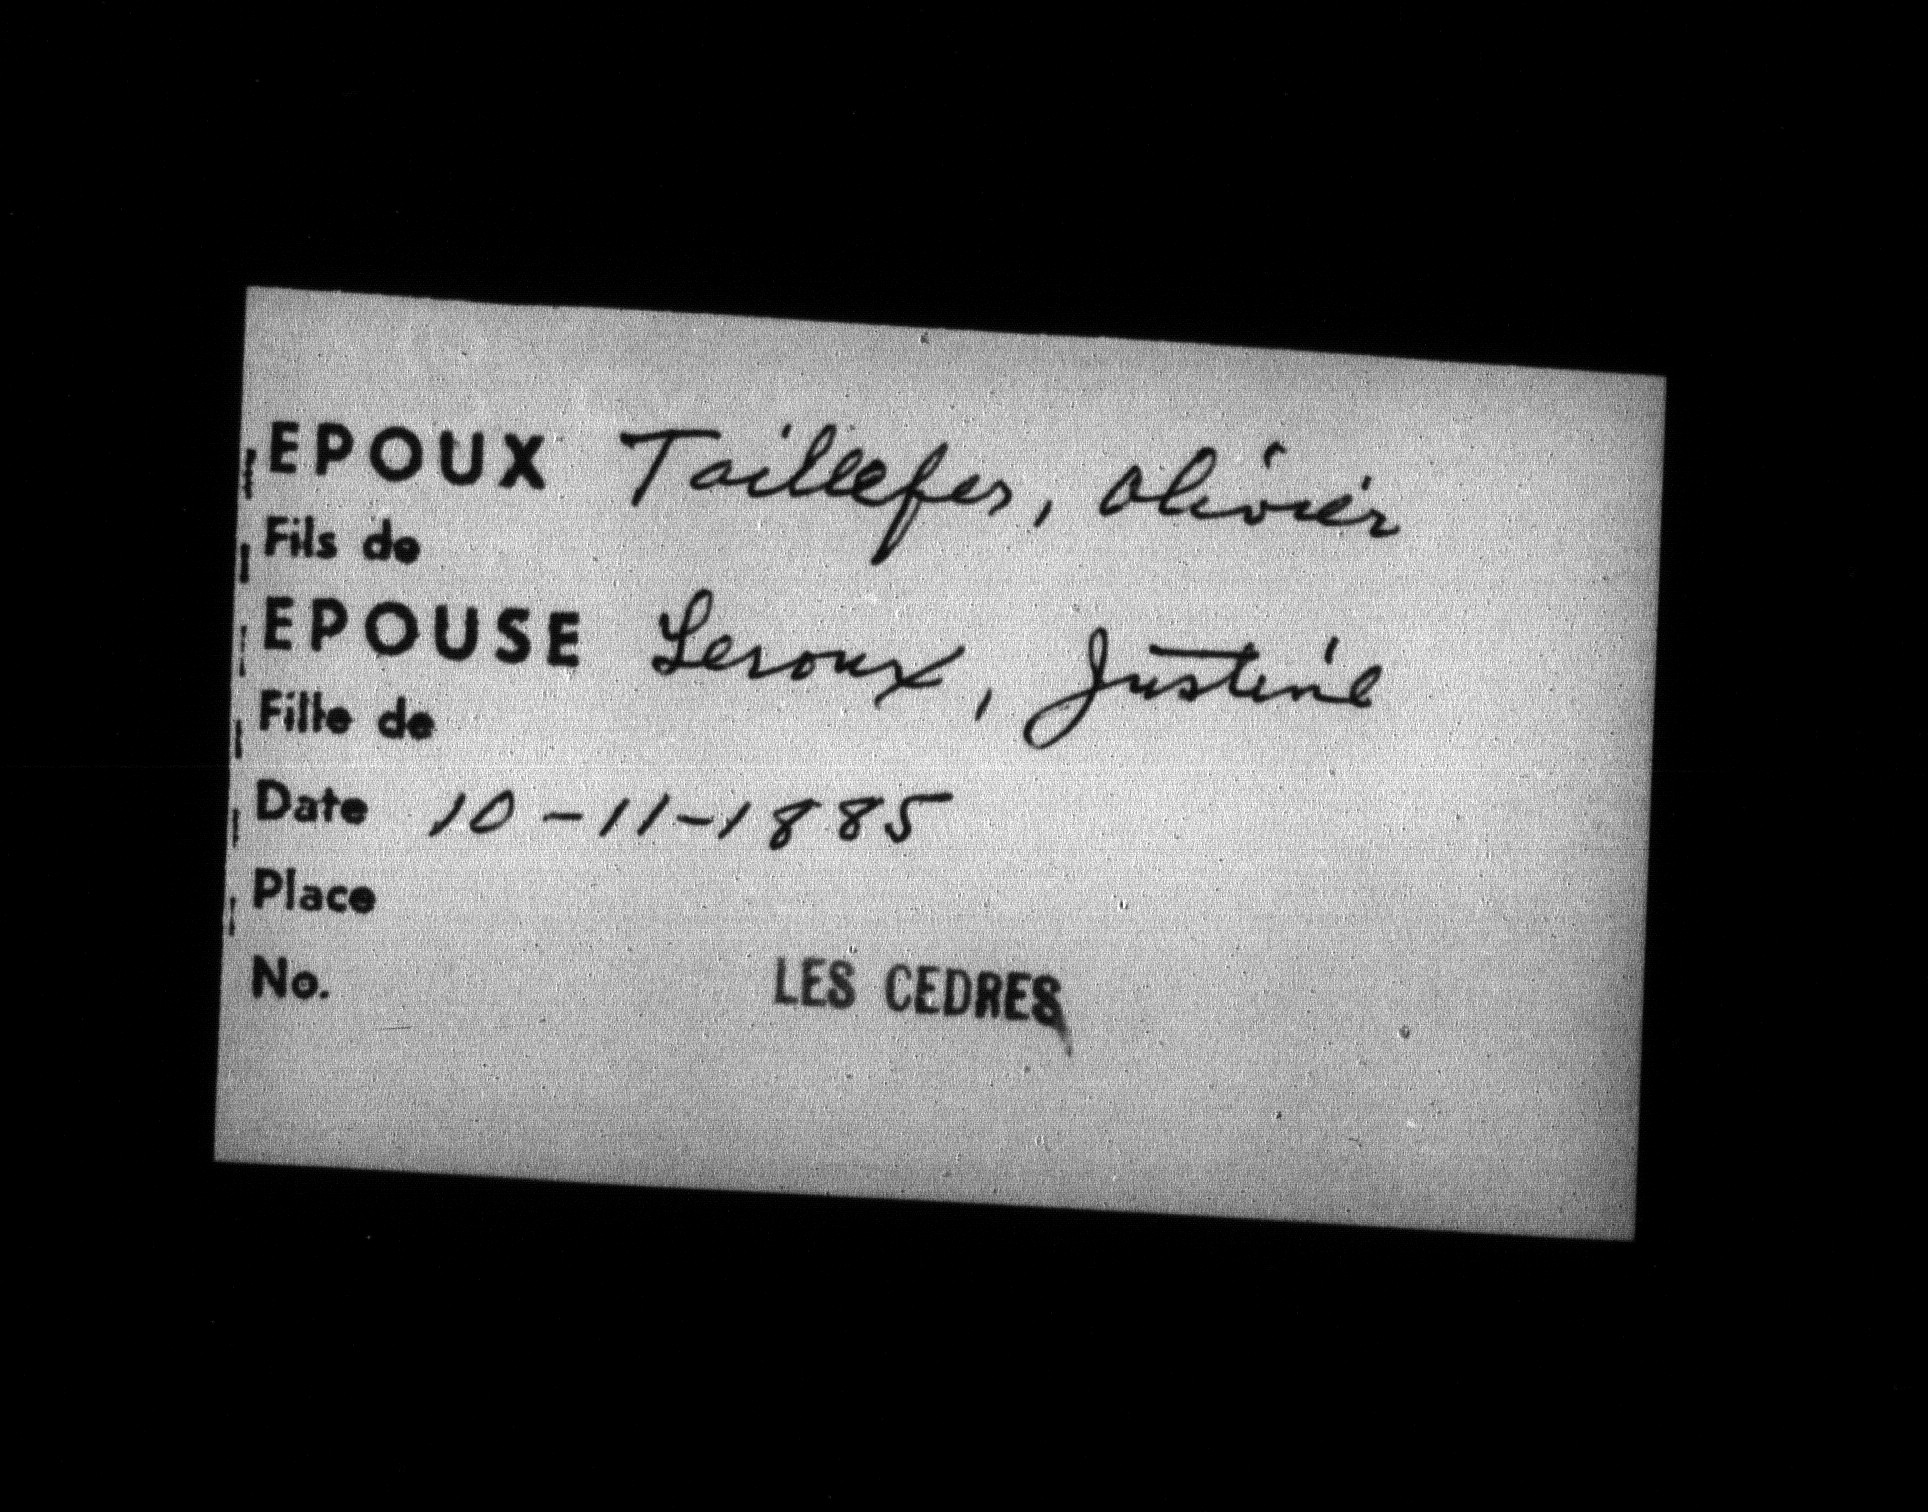 EPOUX Taillefer, Olivier
Fils de
EPOUSE Leroux, Justine
Fille de
Date 10-11-1885
Place
No. LES CEDRES